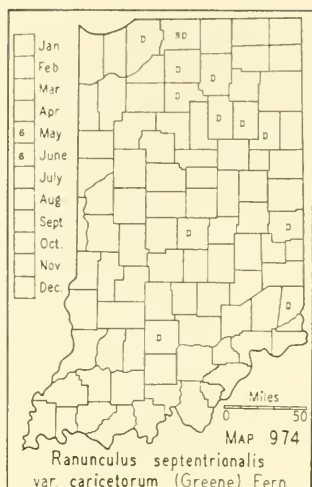 Jan
Feb
Mar
Apr
6 May
6 June
July
Aug
Sept
Oct.
Nov
Dec.
D
D
D
D
D
D
D
D
D
D
D
Miles
0 50
MAP 974
Ranunculus septentrionalis
var. caricetorum (Greene) Fern